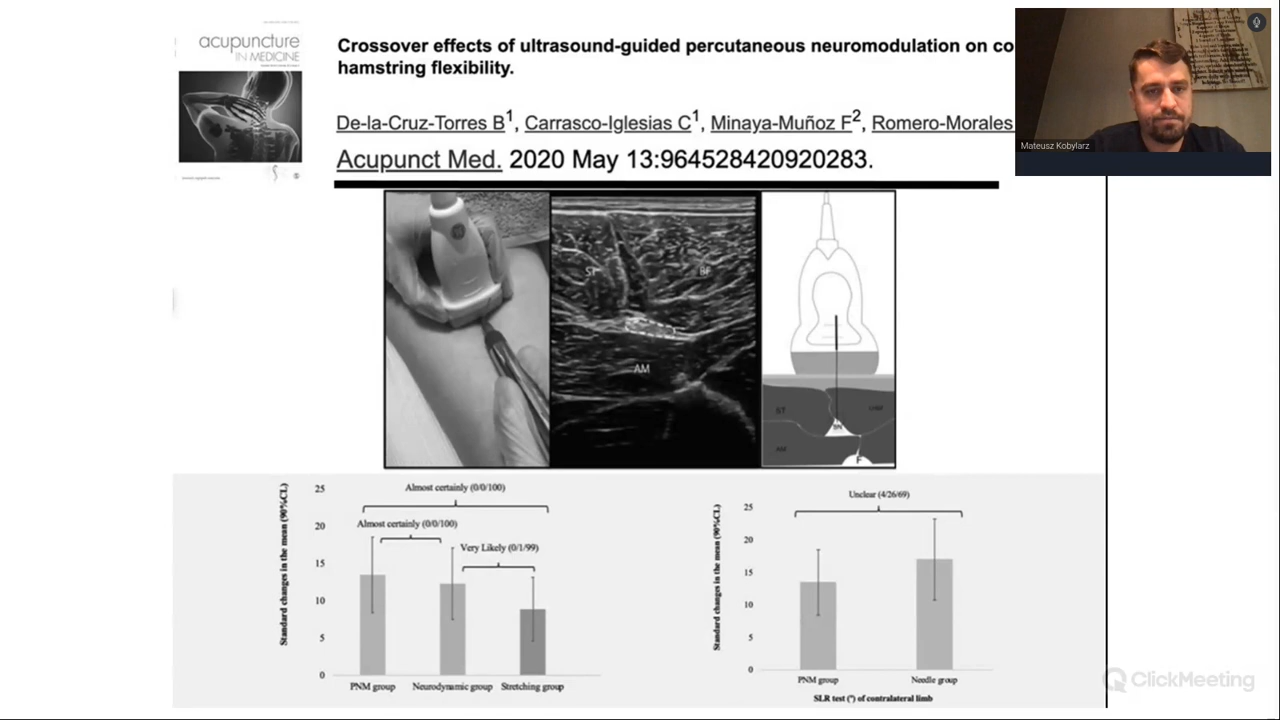 acupuncture
IN MEDICINE
Crossover effects of ultrasound-guided percutaneous neuromodulation on co
hamstring flexibility.
De-la-Cruz-Torres B1, Carrasco-Iglesias C1, Minaya-Muñoz F2, Romero-Morales
Acupunct Med. 2020 May 13:964528420920283.
Mateusz Kobylarz
ST
BF
AM
ST
AM
F
Standard changes in the mean (90%CL)
25
20
15
10
5
0
Almost certainly (0/0/100)
Almost certainly (0/0/100)
Very Likely (0/1/99)
PNM group
Neurodynamic group
Stretching group
Standard changes in the mean (90%CL)
25
20
15
10
5
0
Unclear (4/26/69)
PNM group
Needle group
SLR test (º) of contralateral limb
ClickMeeting